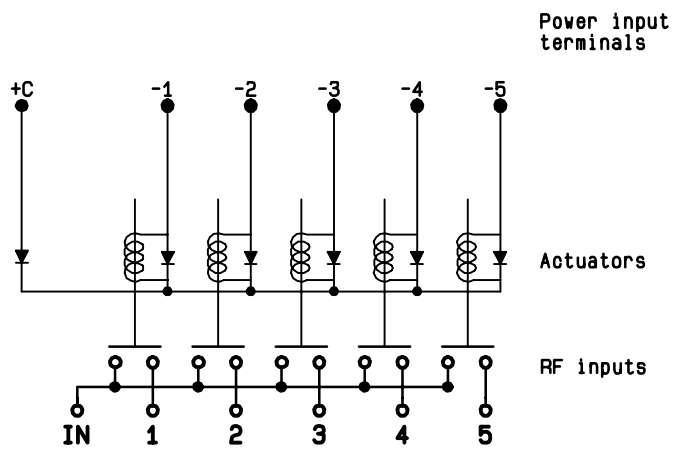 Power input
terminals
+C -1 -2 -3 -4 -5
Actuators
RF inputs
IN 1 2 3 4 5